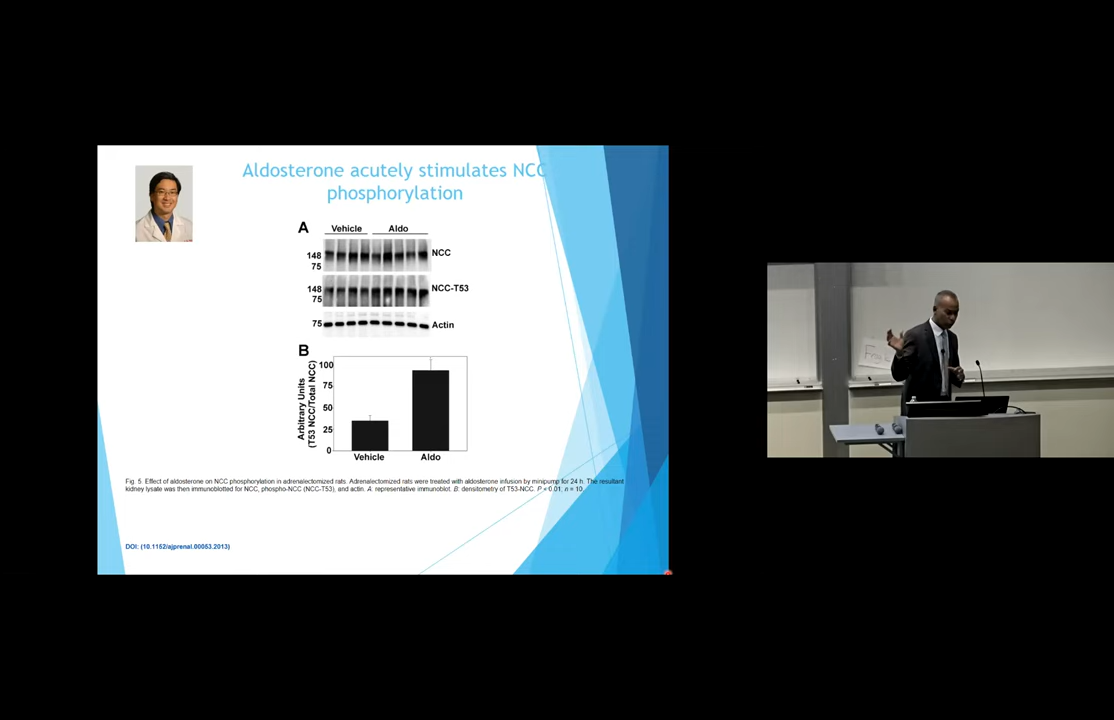 Aldosterone acutely stimulates NCC
phosphorylation
A
Vehicle Aldo
148
75
NCC
148
75
NCC-T53
75
Actin
B
Arbitrary Units
(T53 NCC/Total NCC)
100
75
50
25
0
Vehicle Aldo
Fig. 5. Effect of aldosterone on NCC phosphorylation in adrenalectomized rats. Adrenalectomized rats were treated with aldosterone infusion by minipump for 24 h. The resultant
kidney lysate was then immunoblotted for NCC, phospho-NCC (NCC-T53), and actin. A: representative immunoblot. B: densitometry of T53-NCC. P = 0.01; n = 10.
DOI: (10.1152/ajprenal.00053.2013)